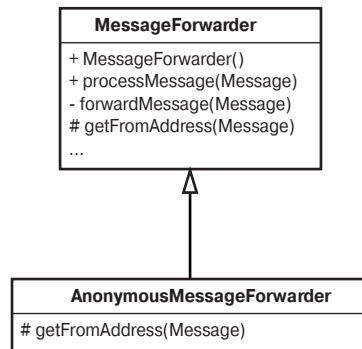 MessageForwarder
+ MessageForwarder()
+ processMessage(Message)
- forwardMessage(Message)
# getFromAddress(Message)
...
AnonymousMessageForwarder
# getFromAddress(Message)